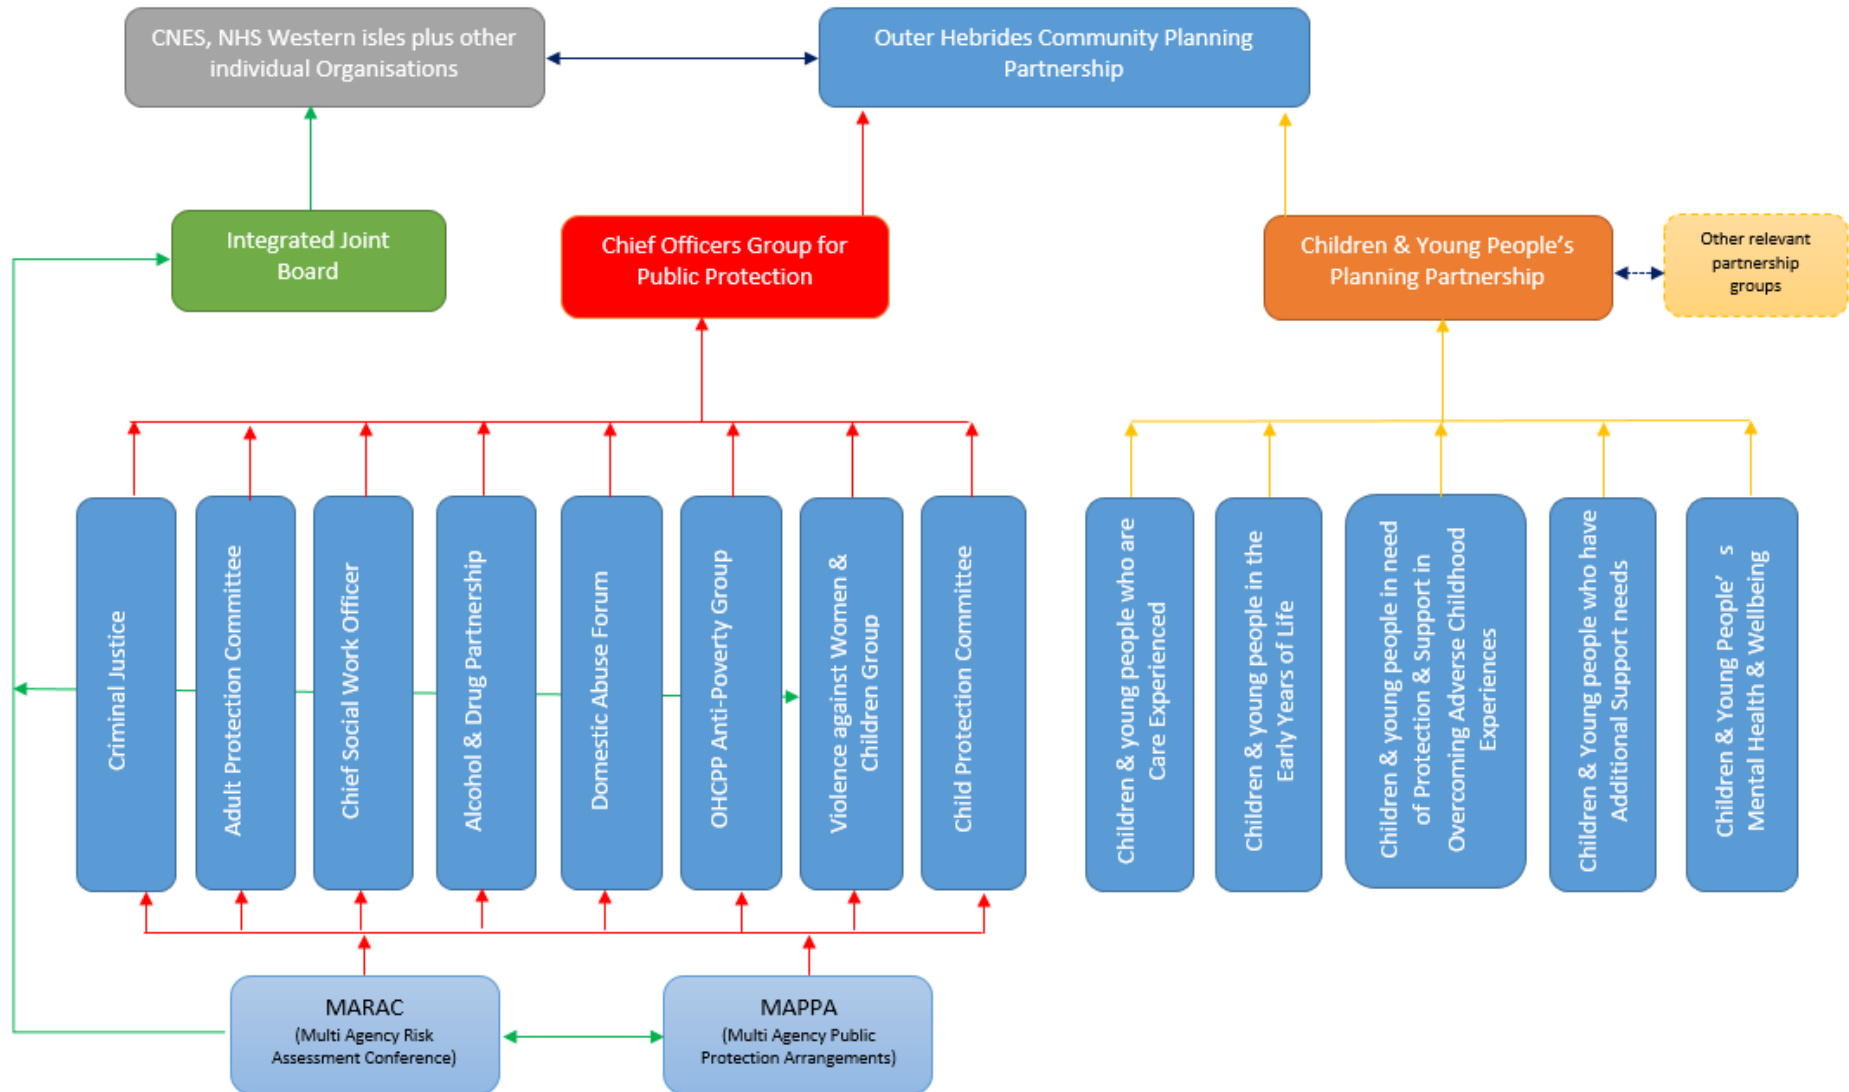 CNES, NHS Western isles plus other
individual Organisations
Outer Hebrides Community Planning
Partnership
Integrated Joint
Board
Chief Officers Group for
Public Protection
Children & Young People's
Planning Partnership
Other relevant
partnership
groups
Criminal Justice
Adult Protection Committee
Chief Social Work Officer
Alcohol & Drug Partnership
Domestic Abuse Forum
OHCPP Anti-Poverty Group
Violence against Women &
Children Group
Child Protection Committee
Children & young people who are
Care Experienced
Children & young people in the
Early Years of Life
Children & young people in need
of Protection & Support in
Overcoming Adverse Childhood
Experiences
Children & Young people who have
Additional Support needs
Children & Young People' s
Mental Health & Wellbeing
MARAC
(Multi Agency Risk
Assessment Conference)
MAPPA
(Multi Agency Public
Protection Arrangements)